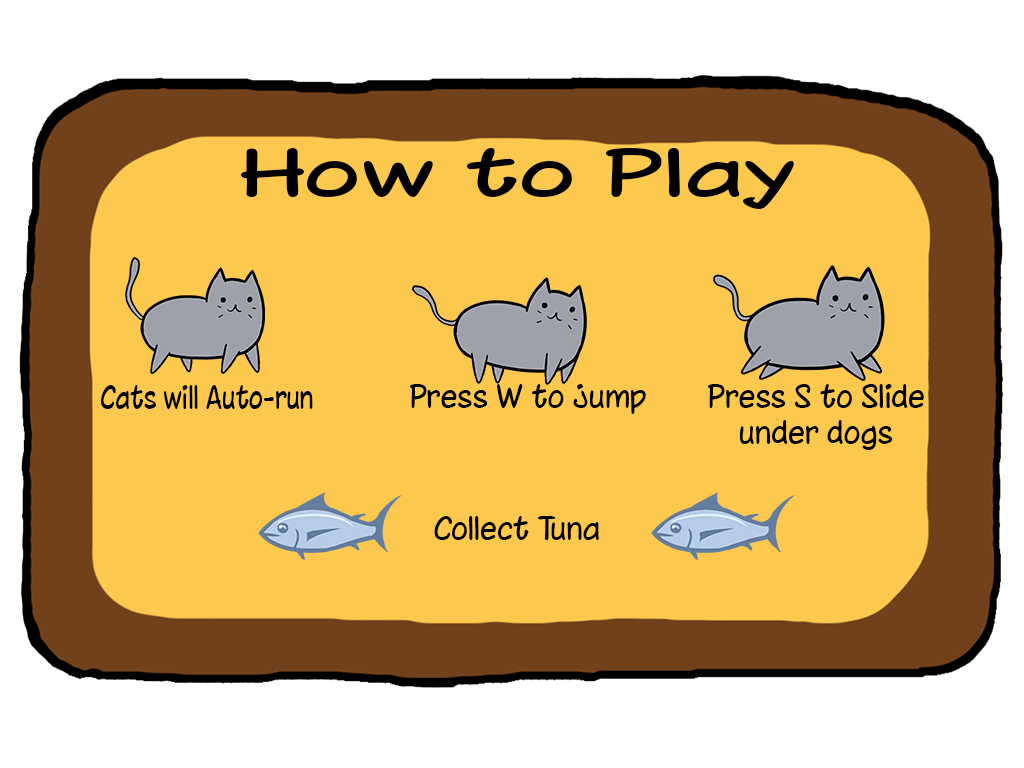 How to Play
Cats will Auto-run
Press W to Jump
Press S to Slide
under dogs
Collect Tuna